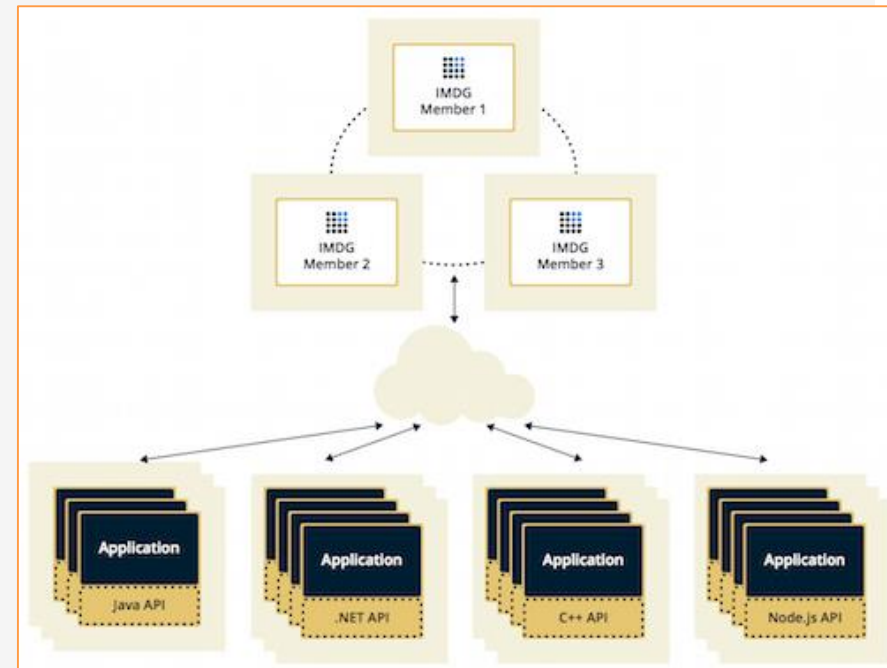 IMDG
Member 1
IMDG
Member 2
IMDG
Member 3
Application
Java API
Application
.NET API
Application
C++ API
Application
Node.js API